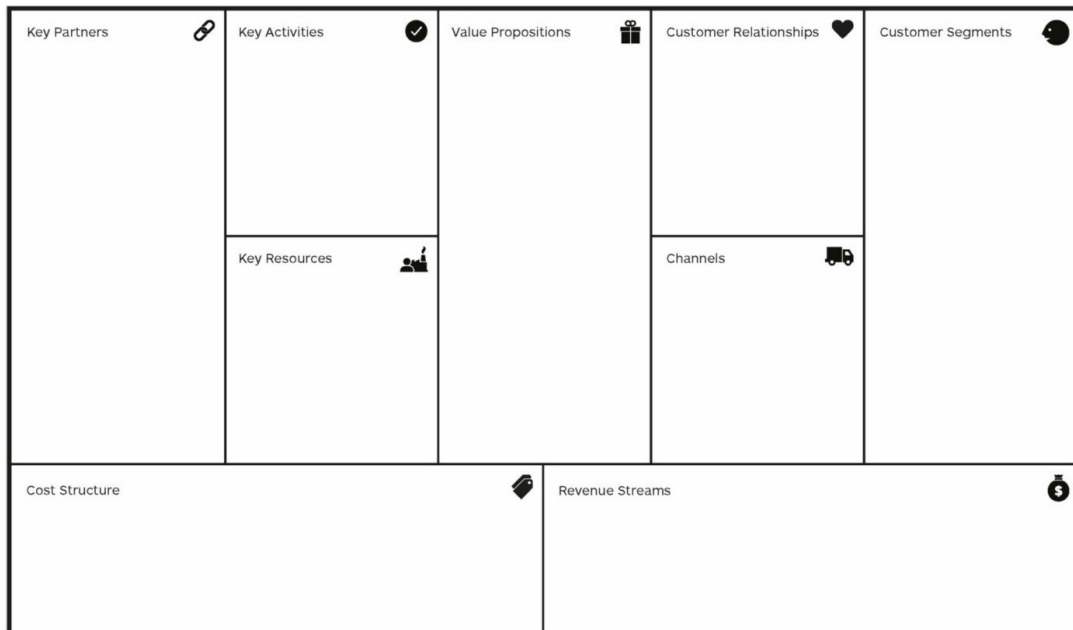 Key Partners
Key Activities
Value Propositions
Customer Relationships
Customer Segments
Key Resources
Channels
Cost Structure
Revenue Streams
$